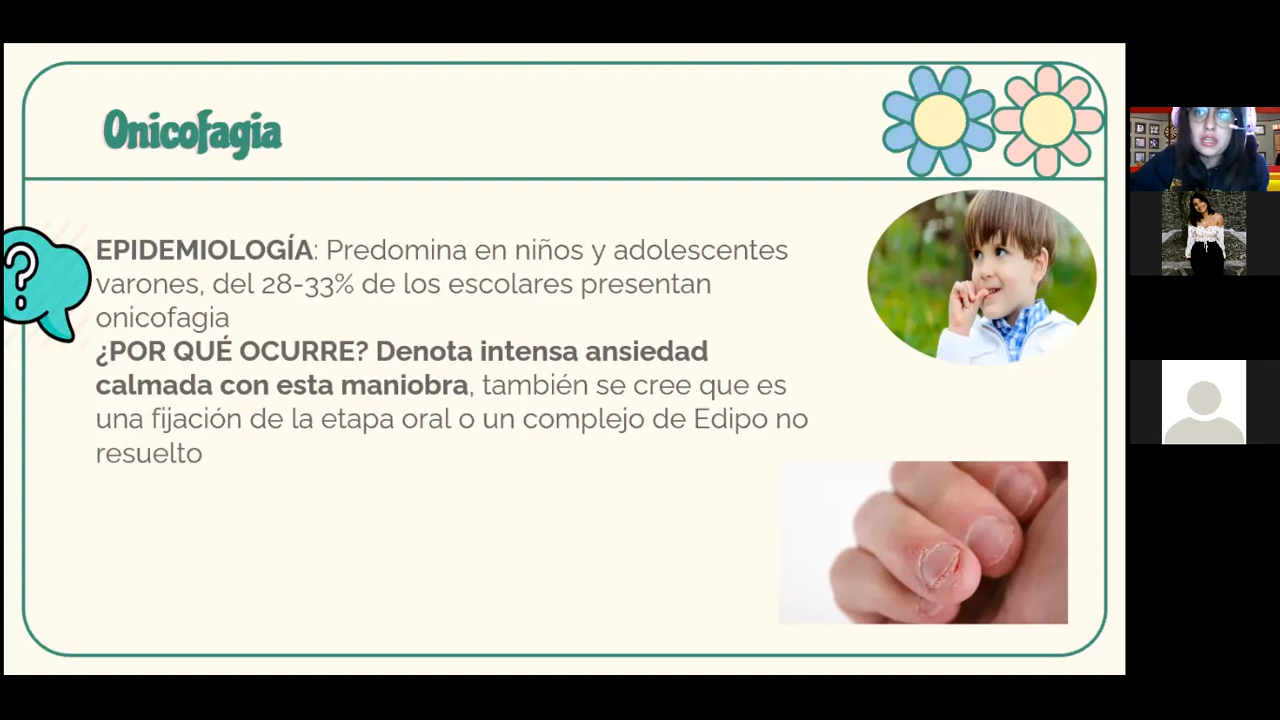 Onicofagia
EPIDEMIOLOGÍA: Predomina en niños y adolescentes
varones, del 28-33% de los escolares presentan
onicofagia
¿POR QUÉ OCURRE? Denota intensa ansiedad
calmada con esta maniobra, también se cree que es
una fijación de la etapa oral o un complejo de Edipo no
resuelto